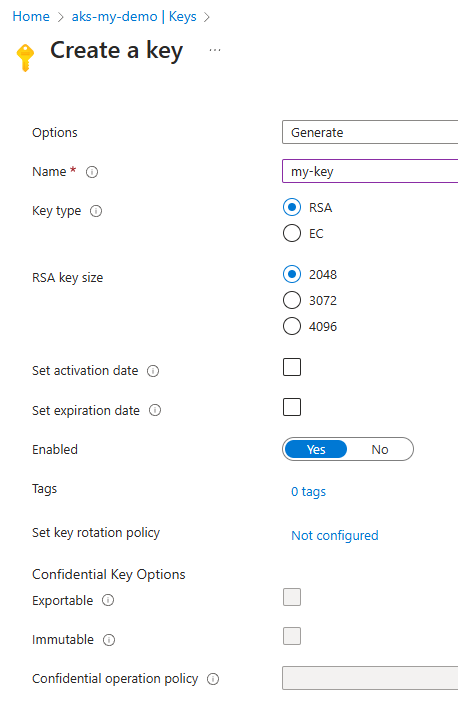 Home > aks-my-demo | Keys >
Create a key ...
Options Generate
Name * my-key
Key type RSA
EC
RSA key size 2048
3072
4096
Set activation date
Set expiration date
Enabled Yes No
Tags 0 tags
Set key rotation policy Not configured
Confidential Key Options
Exportable
Immutable
Confidential operation policy